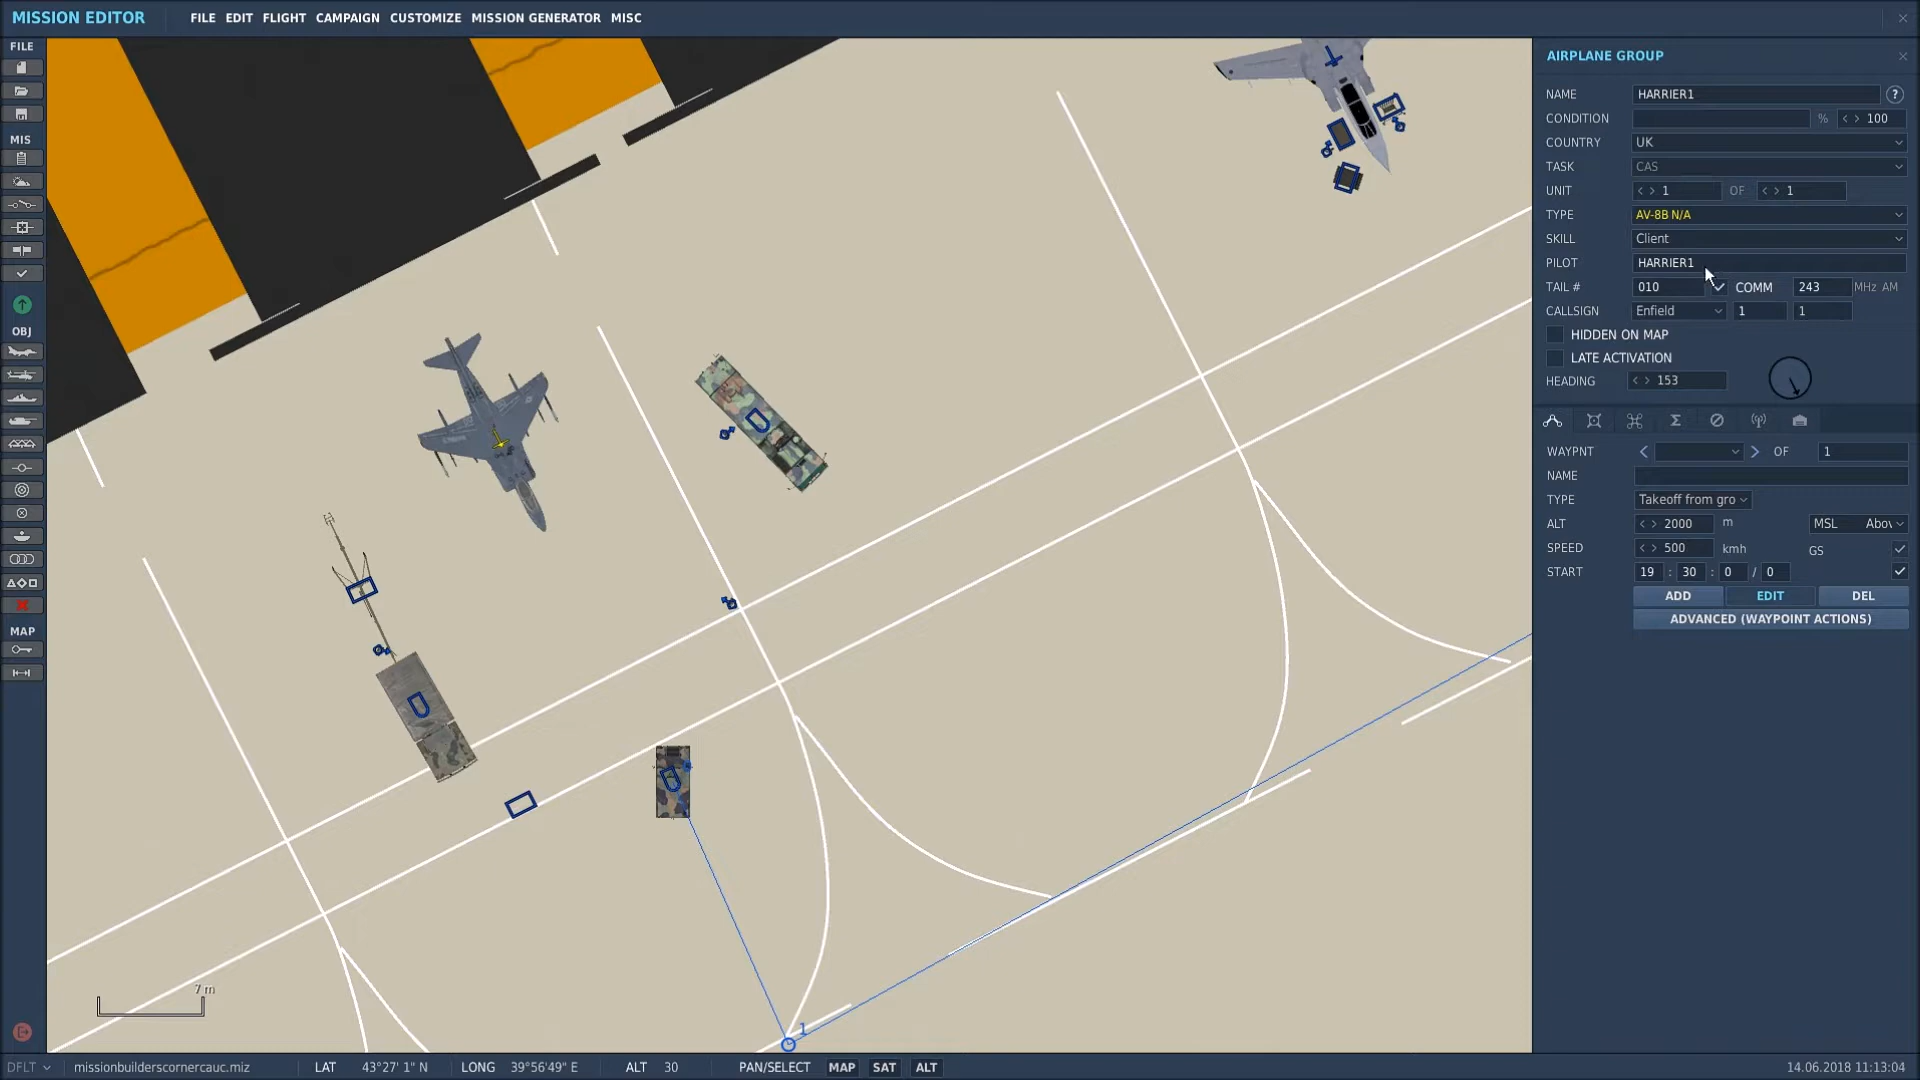 MISSION EDITOR FILE EDIT FLIGHT CAMPAIGN CUSTOMIZE MISSION GENERATOR MISC
FILE
MIS
OBJ
MAP
7 m
1
AIRPLANE GROUP
NAME HARRIER1 ?
CONDITION % < > 100
COUNTRY UK
TASK CAS
UNIT < > 1 OF < > 1
TYPE AV-8B N/A
SKILL Client
PILOT HARRIER1
TAIL # 010 COMM 243 MHz AM
CALLSIGN Enfield 1 1
HIDDEN ON MAP
LATE ACTIVATION
HEADING < > 153
WAYPNT < > OF 1
NAME
TYPE Takeoff from gro
ALT < > 2000 m MSL Abov
SPEED < > 500 kmh GS
START 19 : 30 : 0 / 0
ADD EDIT DEL
ADVANCED (WAYPOINT ACTIONS)
DFLT missionbuilderscornercauc.miz LAT 43°27' 1" N LONG 39°56'49" E ALT 30 PAN/SELECT MAP SAT ALT 14.06.2018 11:13:04